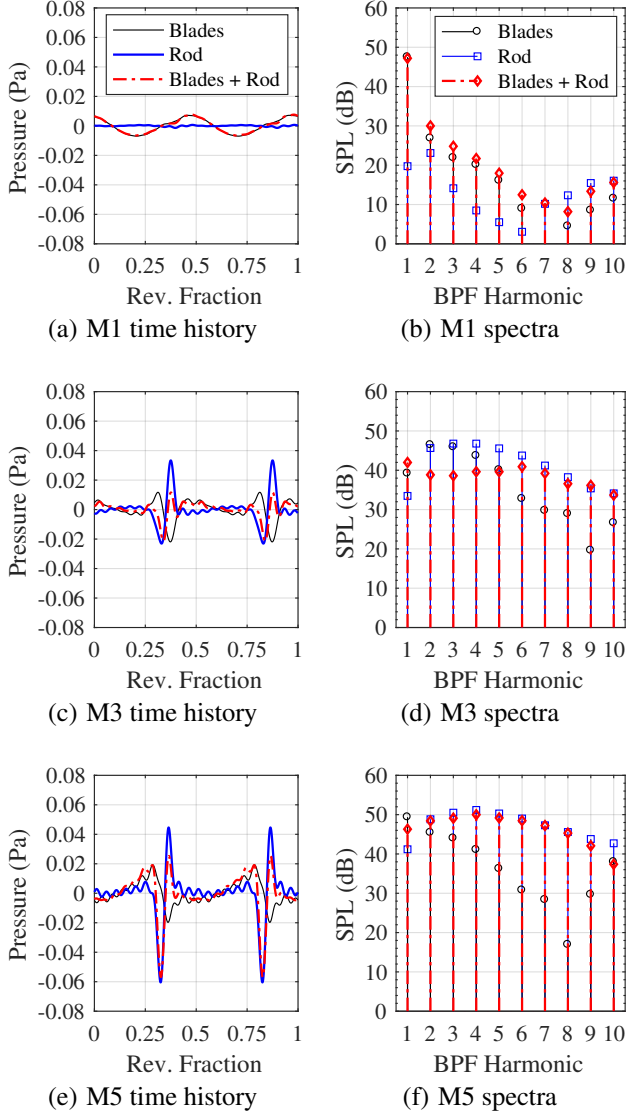 0.08
0.06
0.04
0.02
0
-0.02
-0.04
-0.06
-0.08
Pressure (Pa)
Blades
Rod
Blades + Rod
0 0.25 0.5 0.75 1
Rev. Fraction
(a) M1 time history
60
50
40
30
20
10
0
SPL (dB)
Blades
Rod
Blades + Rod
1 2 3 4 5 6 7 8 9 10
BPF Harmonic
(b) M1 spectra
0.08
0.06
0.04
0.02
0
-0.02
-0.04
-0.06
-0.08
Pressure (Pa)
0 0.25 0.5 0.75 1
Rev. Fraction
(c) M3 time history
60
50
40
30
20
10
0
SPL (dB)
1 2 3 4 5 6 7 8 9 10
BPF Harmonic
(d) M3 spectra
0.08
0.06
0.04
0.02
0
-0.02
-0.04
-0.06
-0.08
Pressure (Pa)
0 0.25 0.5 0.75 1
Rev. Fraction
(e) M5 time history
60
50
40
30
20
10
0
SPL (dB)
1 2 3 4 5 6 7 8 9 10
BPF Harmonic
(f) M5 spectra